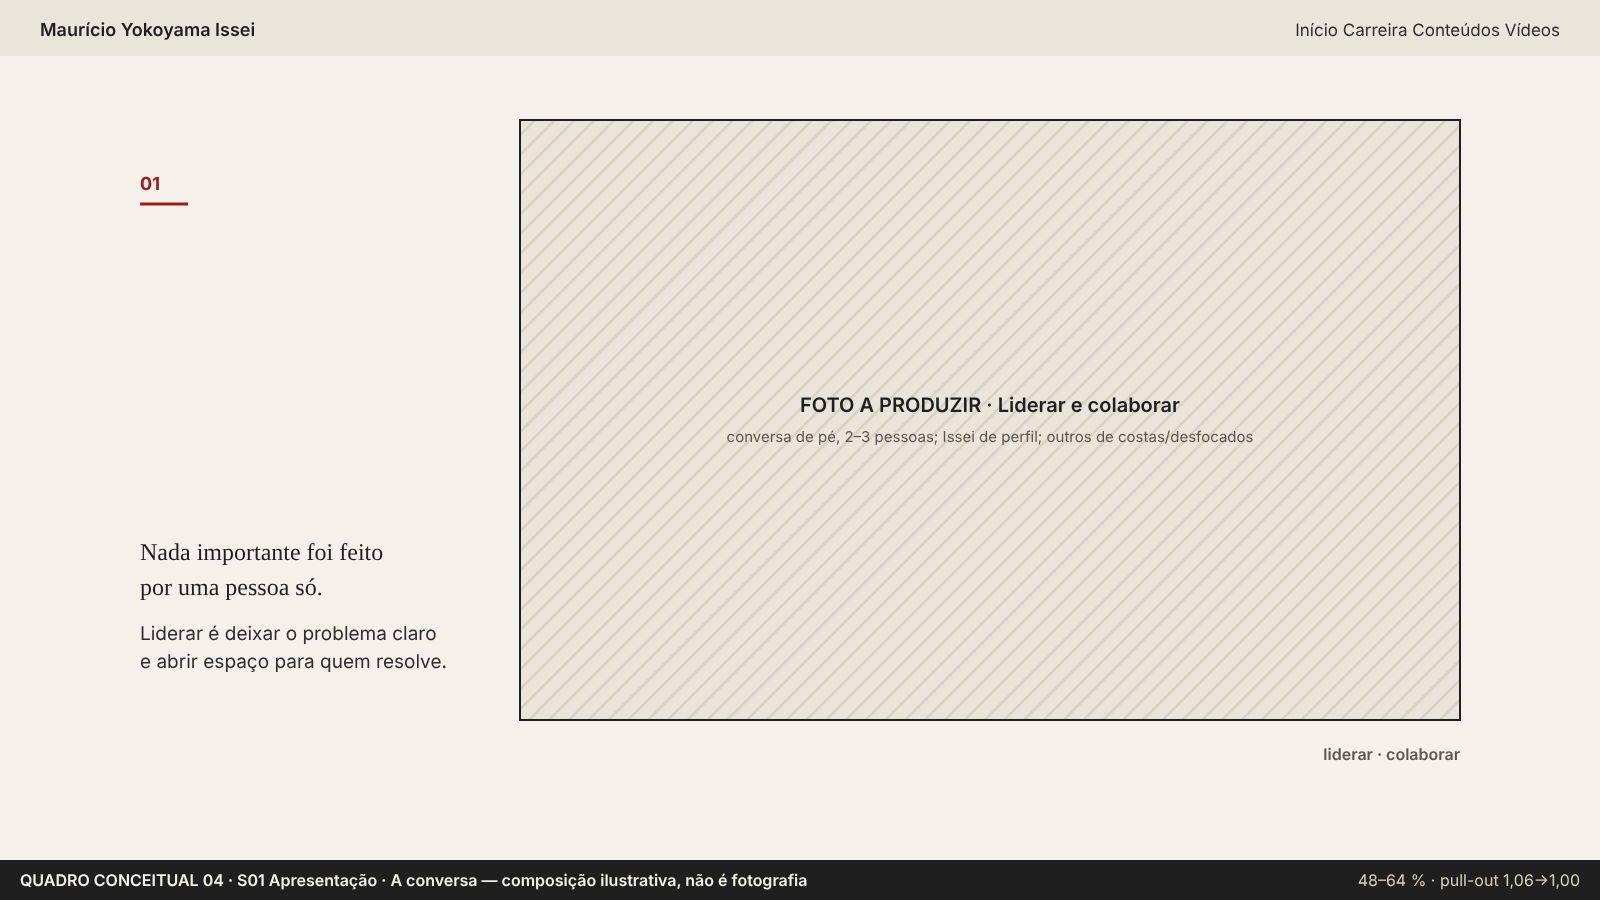 Maurício Yokoyama Issei
Início Carreira Conteúdos Vídeos
01
Nada importante foi feito
por uma pessoa só.
Liderar é deixar o problema claro
e abrir espaço para quem resolve.
FOTO A PRODUZIR · Liderar e colaborar
conversa de pé, 2–3 pessoas; Issei de perfil; outros de costas/desfocados
liderar · colaborar
QUADRO CONCEITUAL 04 · S01 Apresentação · A conversa — composição ilustrativa, não é fotografia
48–64 % · pull-out 1,06→1,00